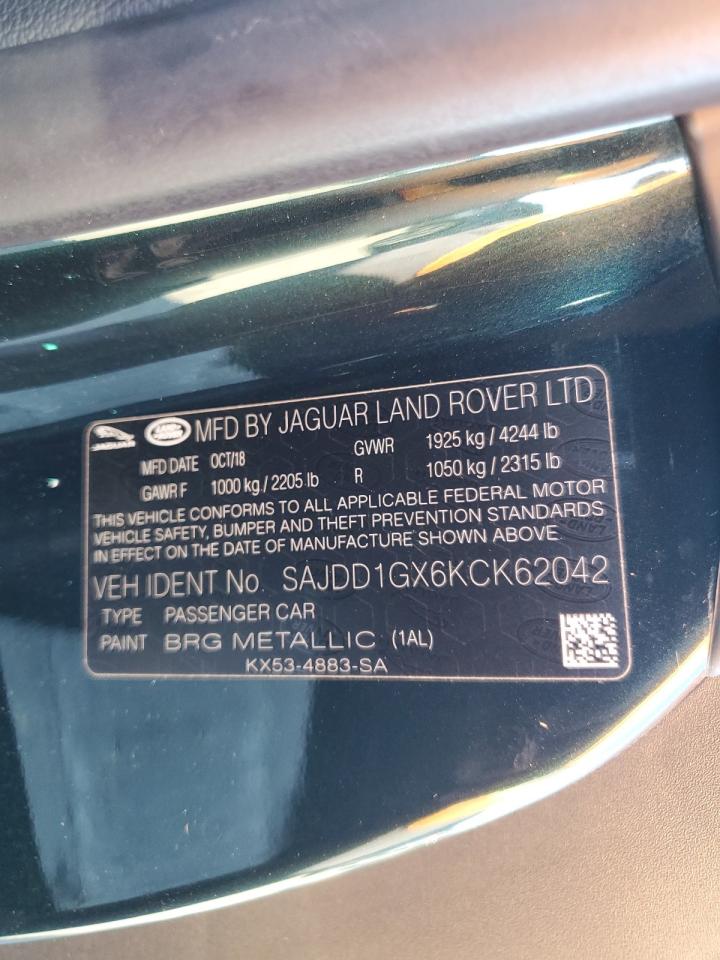 JAGUAR LAND ROVER MFD BY JAGUAR LAND ROVER LTD
MFD DATE OCT/18 GVWR 1925 kg / 4244 lb
GAWR F 1000 kg / 2205 lb R 1050 kg / 2315 lb
THIS VEHICLE CONFORMS TO ALL APPLICABLE FEDERAL MOTOR
VEHICLE SAFETY, BUMPER AND THEFT PREVENTION STANDARDS
IN EFFECT ON THE DATE OF MANUFACTURE SHOWN ABOVE
VEH IDENT No. SAJDD1GX6KCK62042
TYPE PASSENGER CAR
PAINT BRG METALLIC (1AL)
KX53-4883-SA